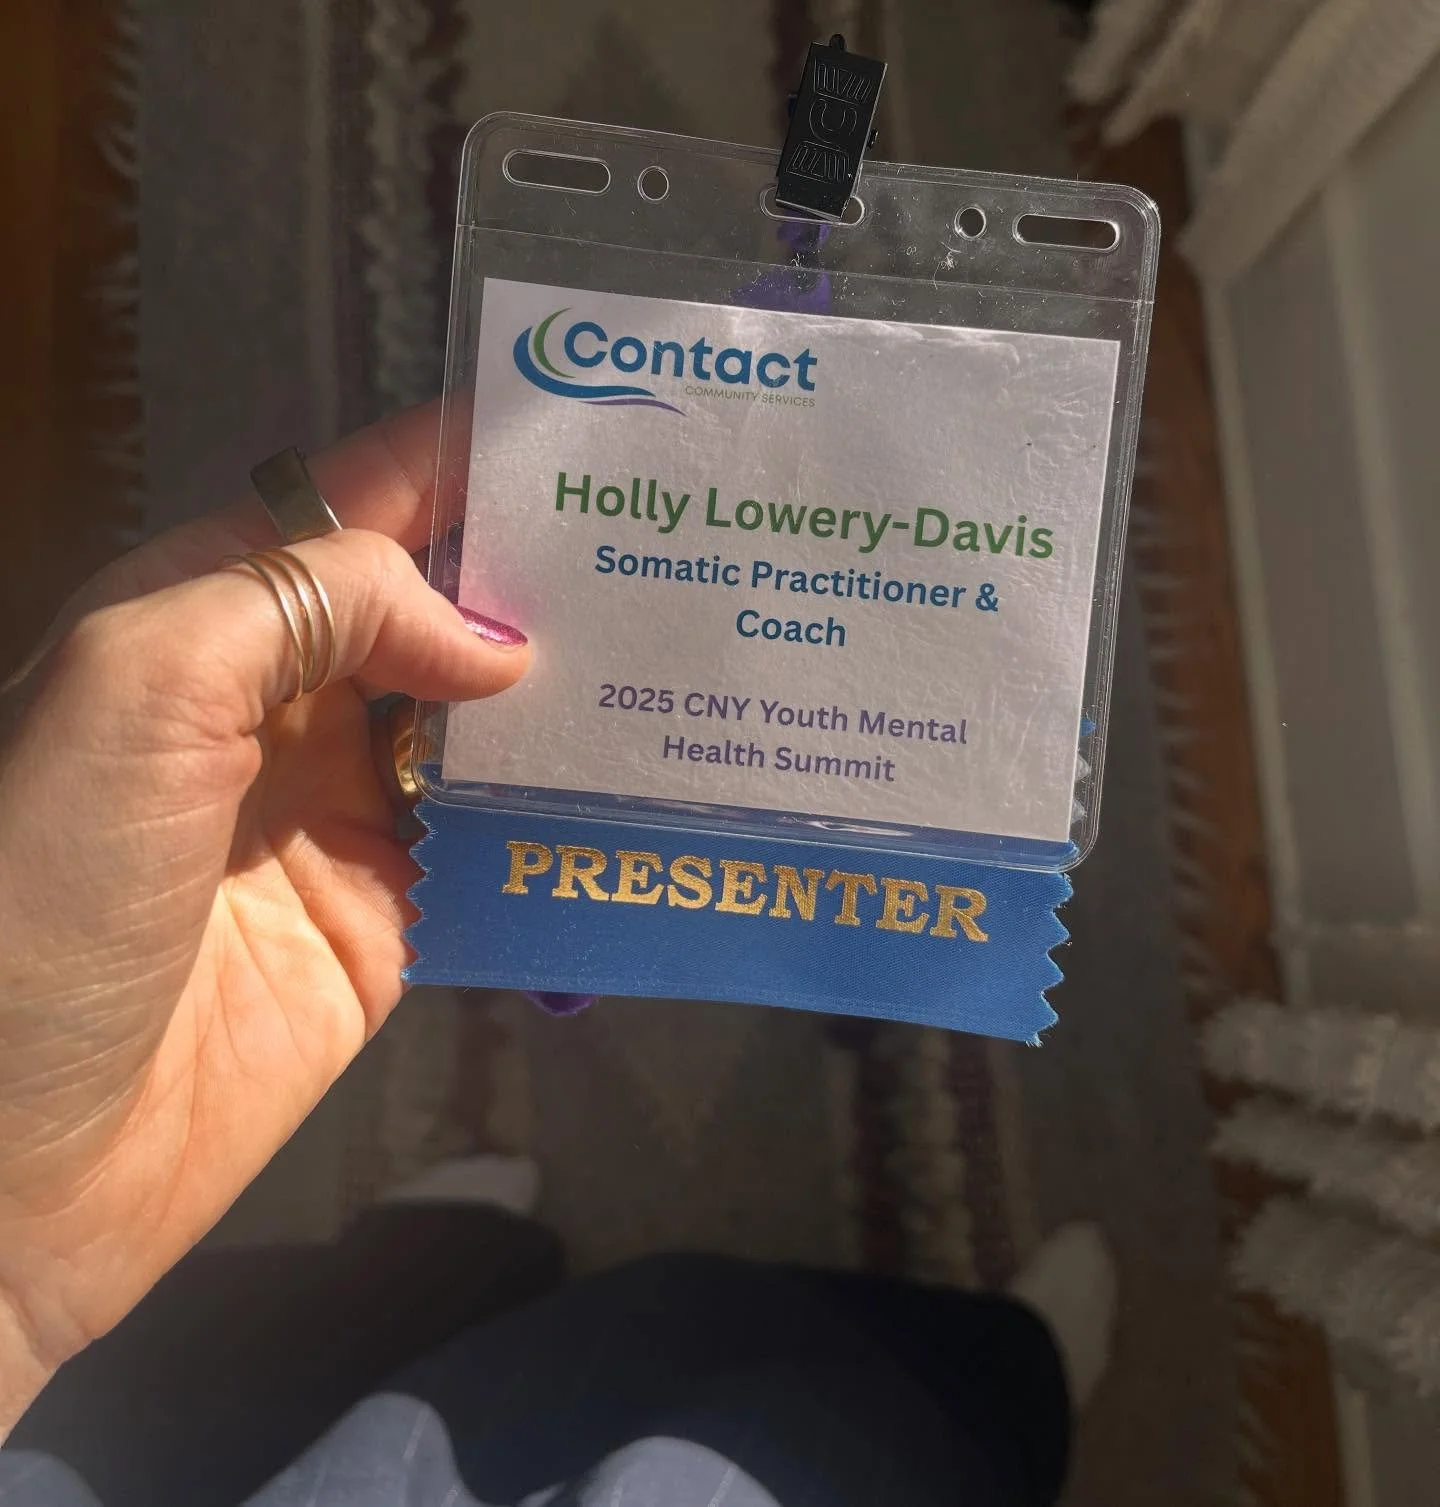 Contact
COMMUNITY SERVICES
Holly Lowery-Davis
Somatic Practitioner &
Coach
2025 CNY Youth Mental
Health Summit
PRESENTER